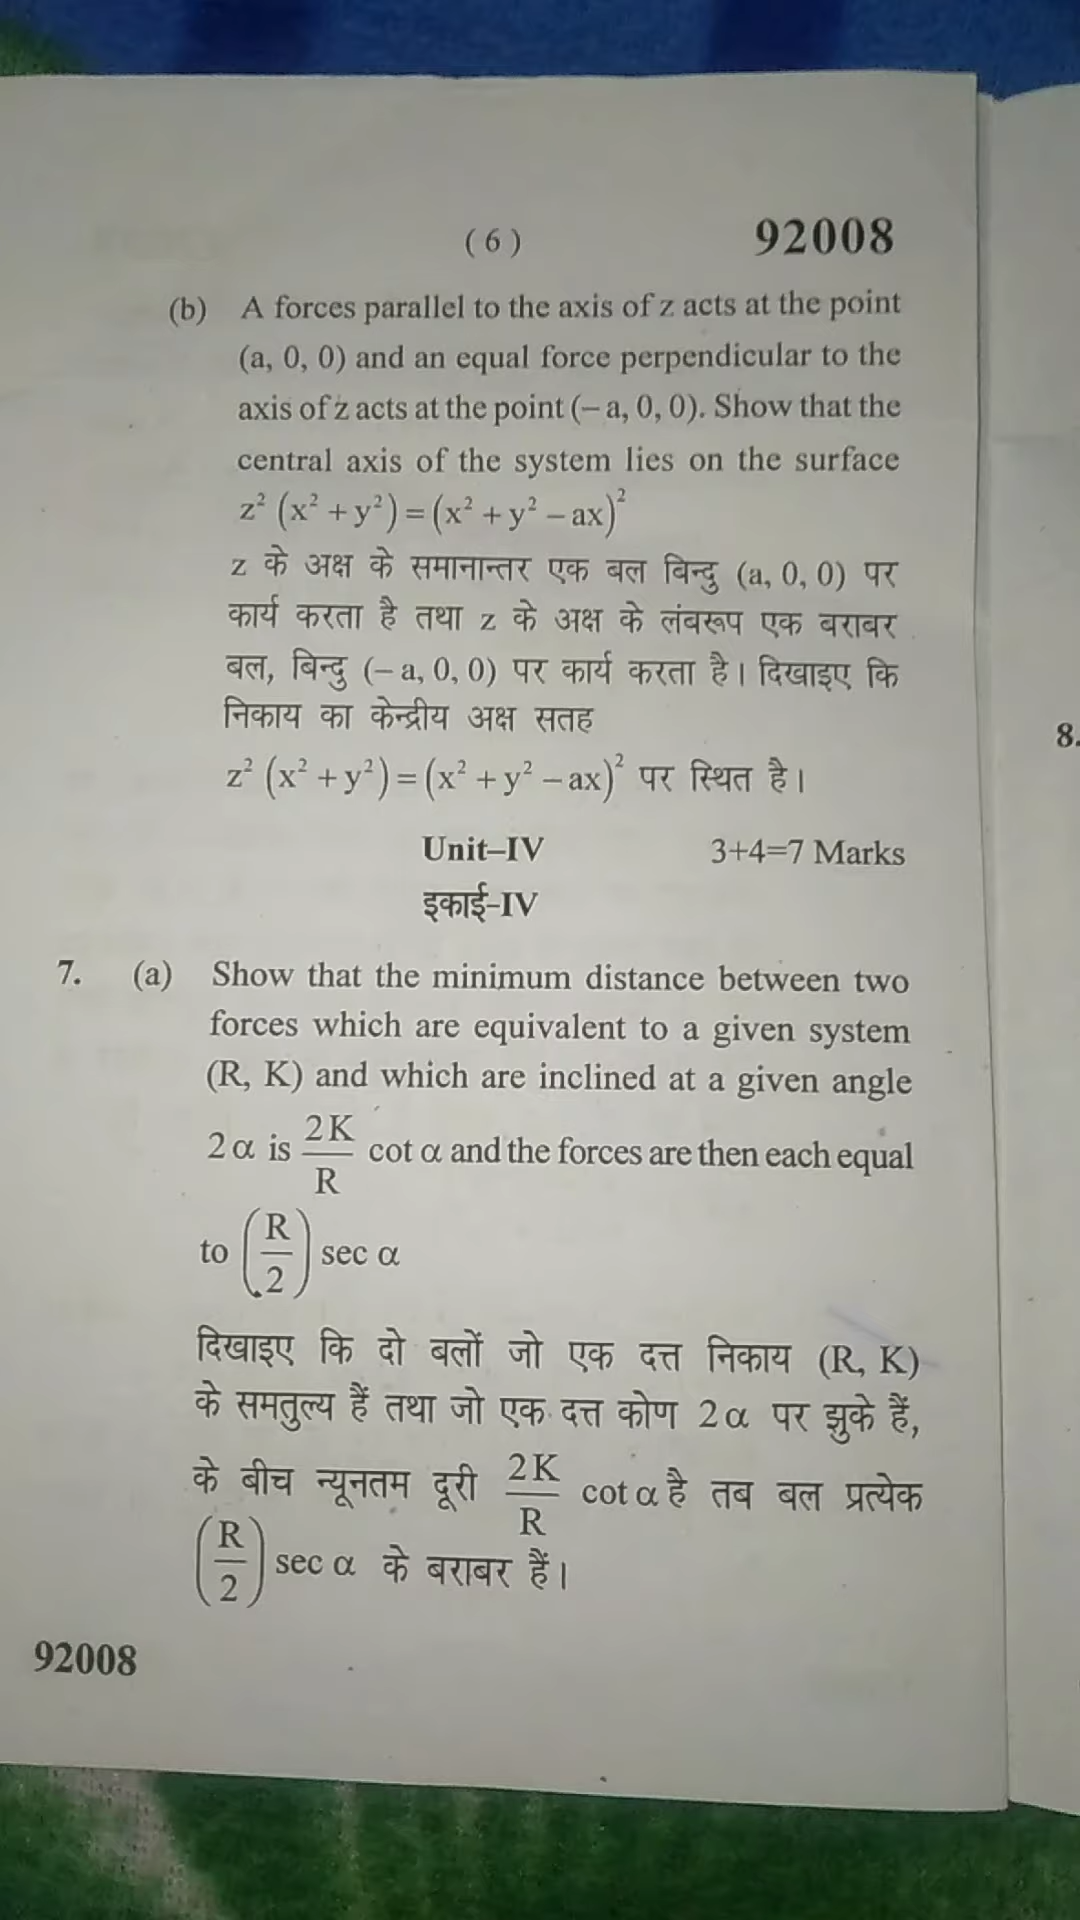 (6) 92008
(b) A forces parallel to the axis of z acts at the point
(a, 0, 0) and an equal force perpendicular to the
axis of z acts at the point (– a, 0, 0). Show that the
central axis of the system lies on the surface
z² (x² + y²) = (x² + y² – ax)²
z के अक्ष के समानान्तर एक बल बिन्दु (a, 0, 0) पर
कार्य करता है तथा z के अक्ष के लंबरूप एक बराबर
बल, बिन्दु (– a, 0, 0) पर कार्य करता है। दिखाइए कि
निकाय का केन्द्रीय अक्ष सतह
z² (x² + y²) = (x² + y² – ax)² पर स्थित है।
8.
Unit–IV 3+4=7 Marks
इकाई-IV
7. (a) Show that the minimum distance between two
forces which are equivalent to a given system
(R, K) and which are inclined at a given angle
2 α is 2K/R cot α and the forces are then each equal
to (R/2) sec α
दिखाइए कि दो बलों जो एक दत्त निकाय (R, K)
के समतुल्य हैं तथा जो एक दत्त कोण 2 α पर झुके हैं,
के बीच न्यूनतम दूरी 2K/R cot α है तब बल प्रत्येक
(R/2) sec α के बराबर हैं।
92008